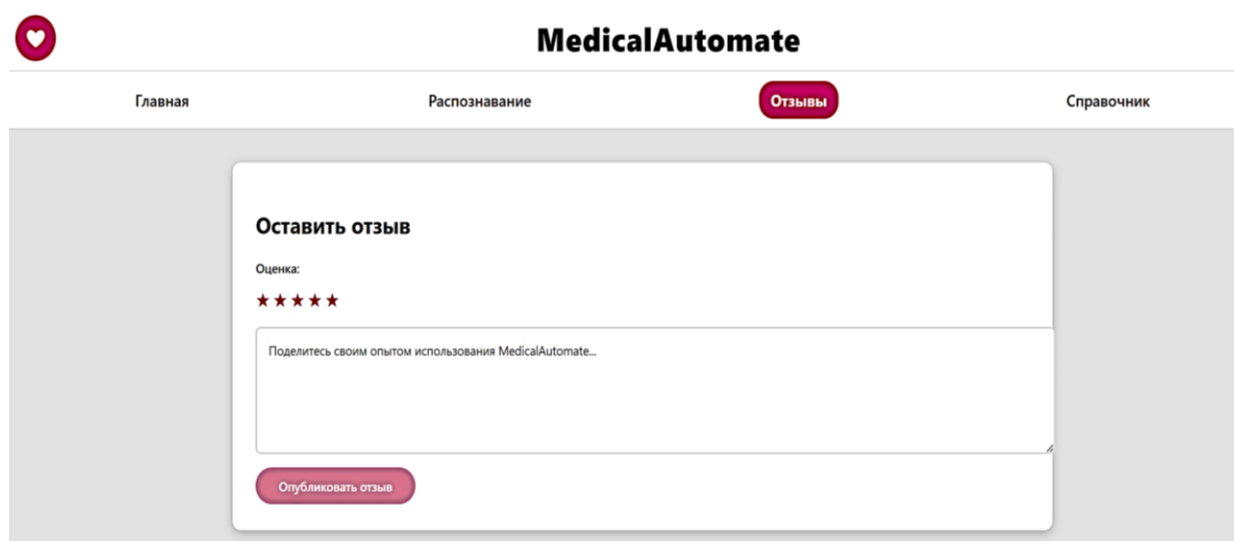 MedicalAutomate
Главная Распознавание Отзывы Справочник
Оставить отзыв
Оценка:
Поделитесь своим опытом использования MedicalAutomate...
Опубликовать отзыв